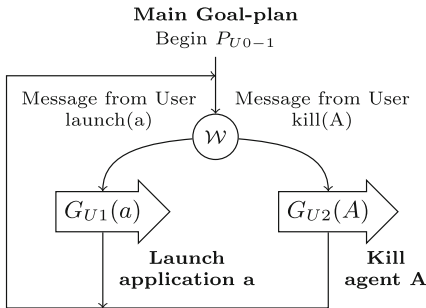 Main Goal-plan
Begin P_{U0−1}
Message from User
launch(a)
Message from User
kill(A)
𝒲
G_{U1}(a)
G_{U2}(A)
Launch
application a
Kill
agent A